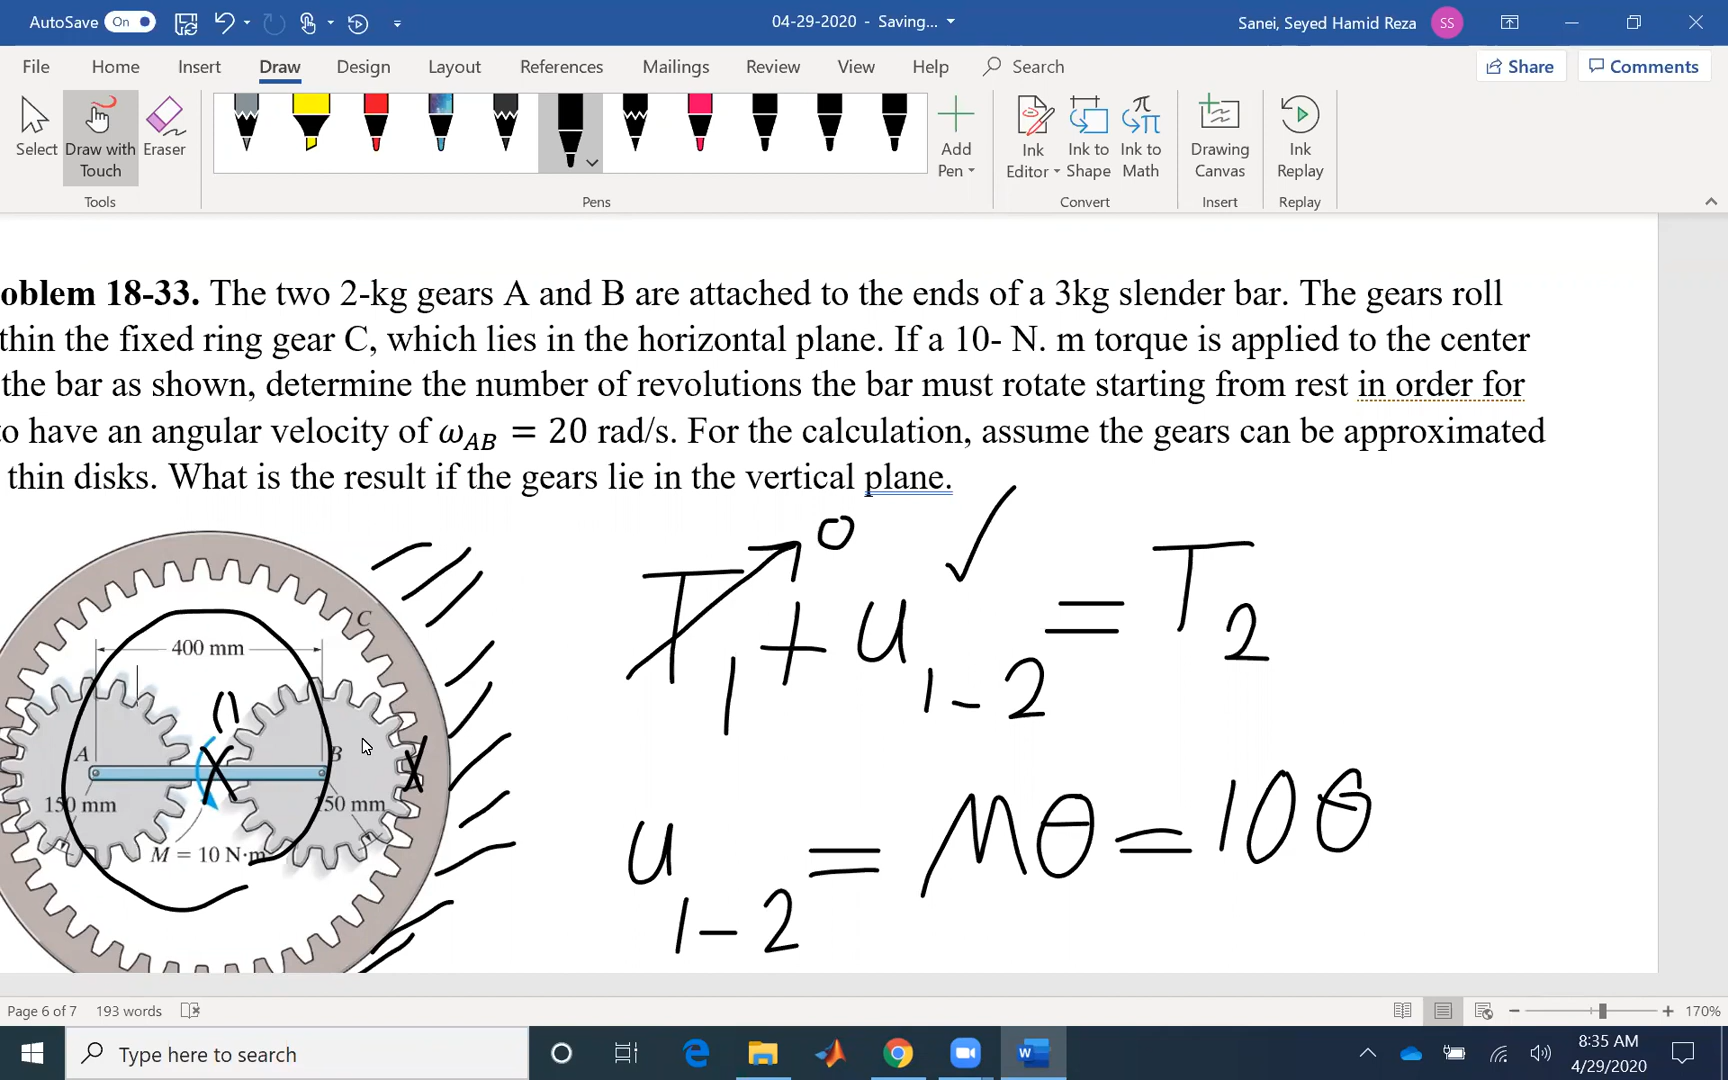 AutoSave On
04-29-2020 - Saving...
Sanei, Seyed Hamid Reza SS
File Home Insert Draw Design Layout References Mailings Review View Help Search Share Comments
Select
Draw with Touch
Eraser
Add Pen
Ink Editor
Ink to Shape
Ink to Math
Drawing Canvas
Ink Replay
Tools Pens Convert Insert Replay
oblem 18-33. The two 2-kg gears A and B are attached to the ends of a 3kg slender bar. The gears roll
thin the fixed ring gear C, which lies in the horizontal plane. If a 10- N. m torque is applied to the center
the bar as shown, determine the number of revolutions the bar must rotate starting from rest in order for
o have an angular velocity of ω_AB = 20 rad/s. For the calculation, assume the gears can be approximated
thin disks. What is the result if the gears lie in the vertical plane.
T1 + u1-2 = T2
0
✓
C
400 mm
A
B
150 mm
150 mm
M = 10 N·m
u1-2 = Mθ = 10θ
Page 6 of 7 193 words 170%
Type here to search
8:35 AM
4/29/2020